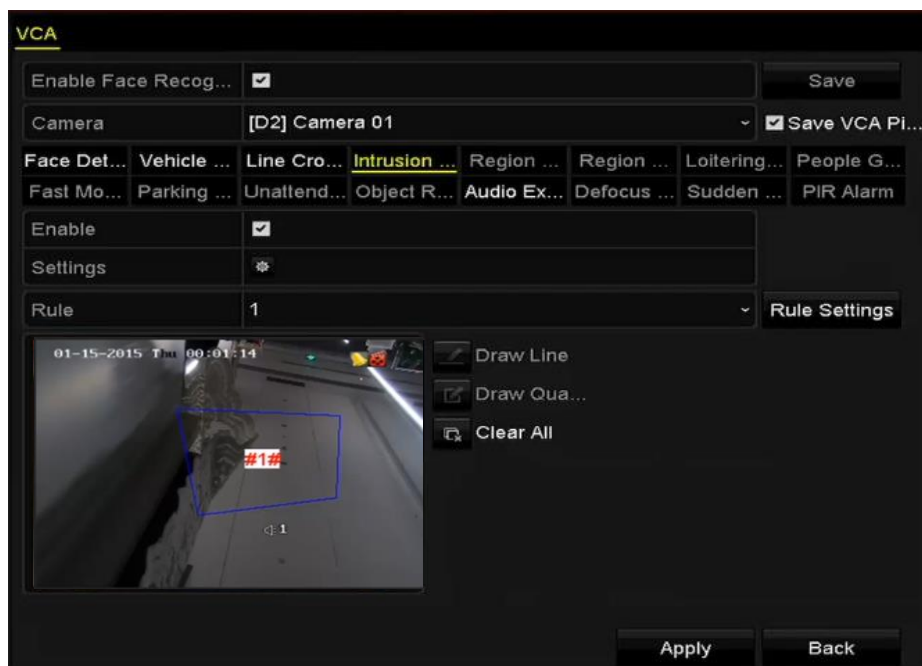 VCA
Enable Face Recog... Save
Camera [D2] Camera 01 Save VCA Pi...
Face Det... Vehicle ... Line Cro... Intrusion ... Region ... Region ... Loitering... People G...
Fast Mo... Parking ... Unattend... Object R... Audio Ex... Defocus ... Sudden ... PIR Alarm
Enable
Settings
Rule 1 Rule Settings
01-15-2015 Thu 00:01:14
Draw Line
Draw Qua...
Clear All
#1#
1
Apply Back